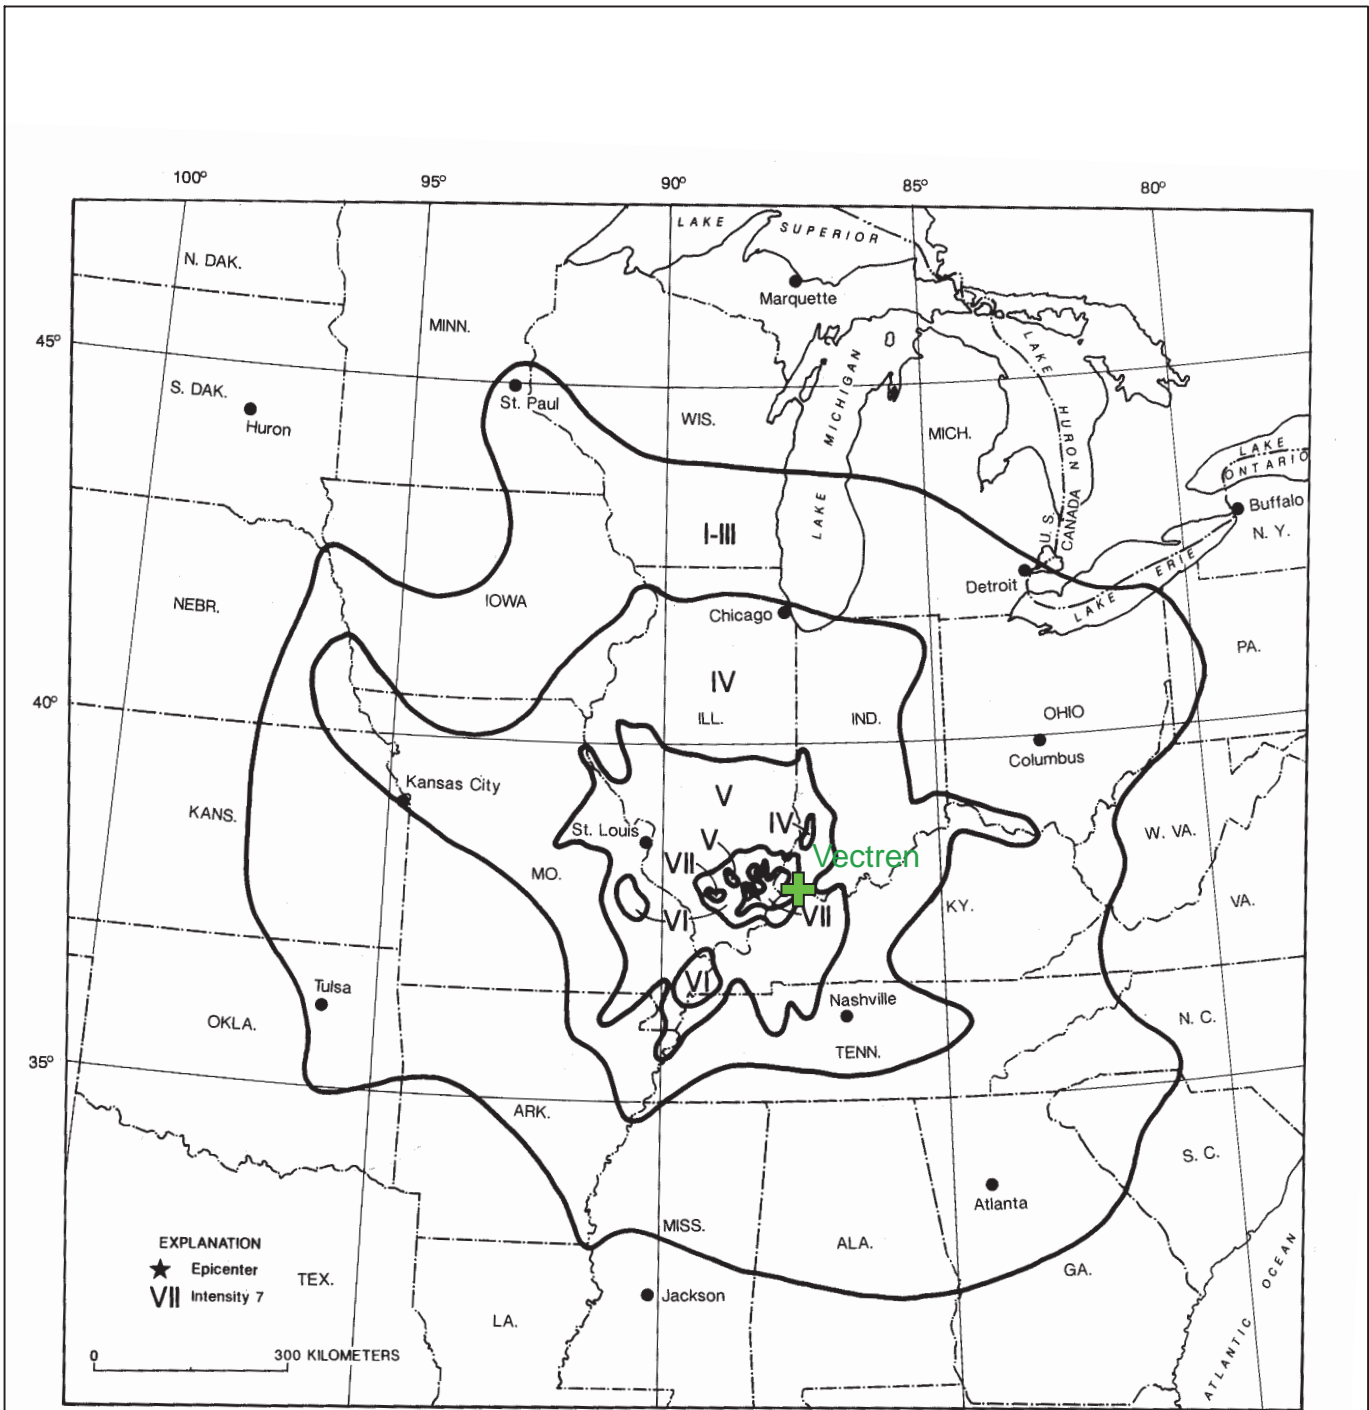 100° 95° 90° 85° 80°
LAKE SUPERIOR
N. DAK.
Marquette
MINN.
45°
LAKE HURON
LAKE MICHIGAN
S. DAK.
St. Paul
Huron
WIS.
MICH.
LAKE ONTARIO
Buffalo
N. Y.
U. S.
CANADA
I-III
Detroit
LAKE ERIE
NEBR.
IOWA
Chicago
PA.
IV
40°
ILL.
IND.
OHIO
Columbus
Kansas City
V
KANS.
St. Louis
IV
W. VA.
V
Vectren
VII
MO.
VI
VII
KY.
VA.
VI
Tulsa
Nashville
OKLA.
N. C.
TENN.
35°
ARK.
S. C.
Atlanta
MISS.
ALA.
GA.
EXPLANATION
Epicenter
TEX.
VII Intensity 7
Jackson
LA.
ATLANTIC OCEAN
0 300 KILOMETERS